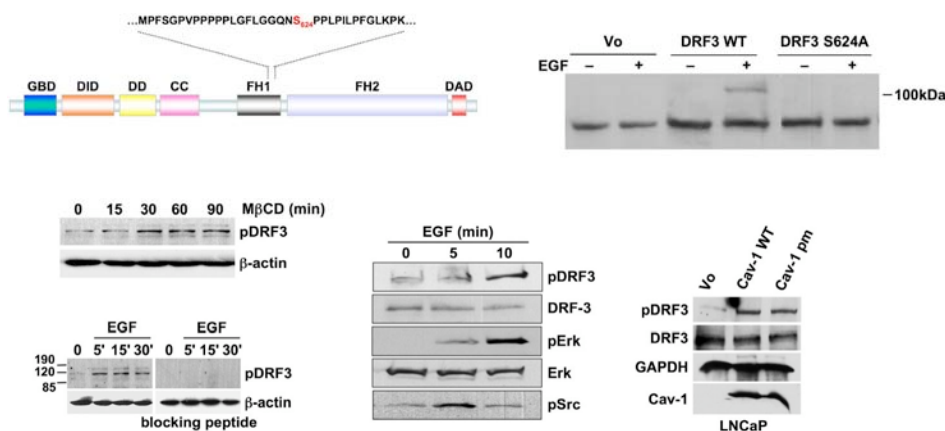 ...MPFSGPVPPPPPLGFLGGQNS624PPLPILPFGLKPK...
GBD DID DD CC FH1 FH2 DAD
Vo DRF3 WT DRF3 S624A
EGF – + – + – +
–100kDa
0 15 30 60 90 MβCD (min)
pDRF3
β-actin
EGF EGF
0 5' 15' 30' 0 5' 15' 30'
190
120
85
pDRF3
β-actin
blocking peptide
EGF (min)
0 5 10
pDRF3
DRF-3
pErk
Erk
pSrc
Vo Cav-1 WT Cav-1 pm
pDRF3
DRF3
GAPDH
Cav-1
LNCaP